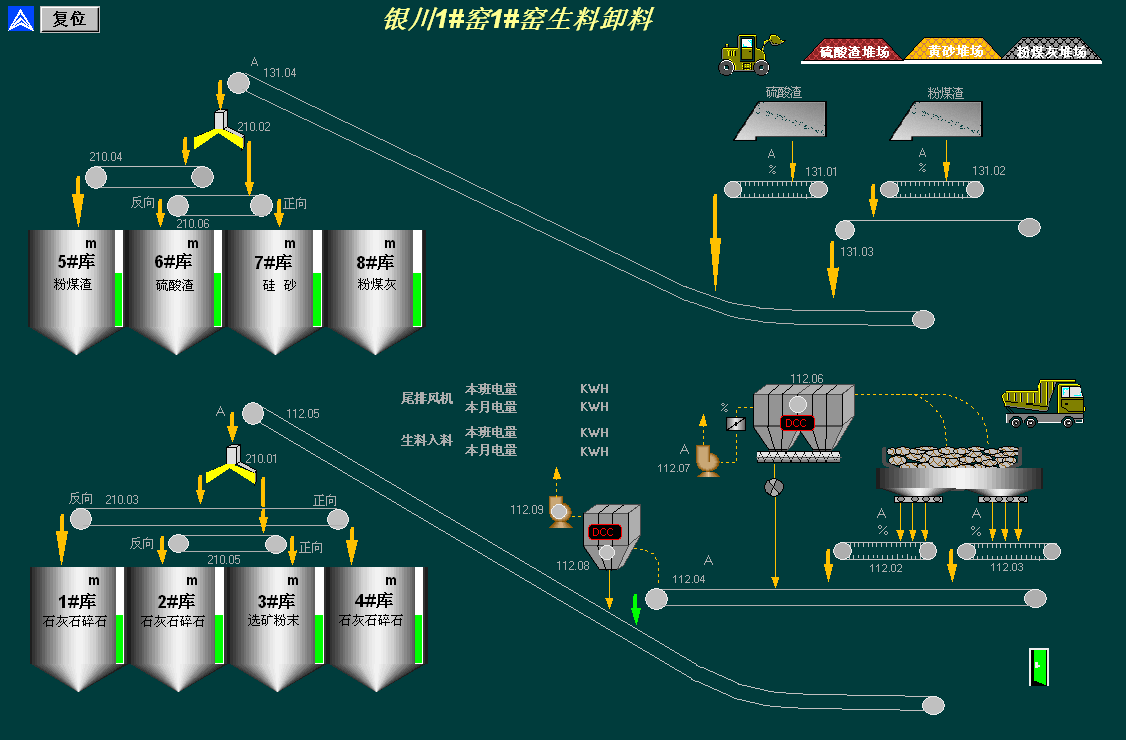 复位
银川1#窑1#窑生料卸料
硫酸渣堆场
黄砂堆场
粉煤灰堆场
硫酸渣
粉煤渣
A
131.04
210.02
210.04
反向
正向
210.06
A
%
131.01
A
%
131.02
131.03
m
m
m
m
5#库
6#库
7#库
8#库
粉煤渣
硫酸渣
硅 砂
粉煤灰
尾排风机
本班电量
KWH
本月电量
KWH
生料入料
本班电量
KWH
本月电量
KWH
112.06
DCC
%
A
112.07
A
112.05
210.01
反向
210.03
正向
反向
正向
210.05
112.09
DCC
112.08
A
112.04
A
%
A
%
112.02
112.03
m
m
m
m
1#库
2#库
3#库
4#库
石灰石碎石
石灰石碎石
选矿粉末
石灰石碎石